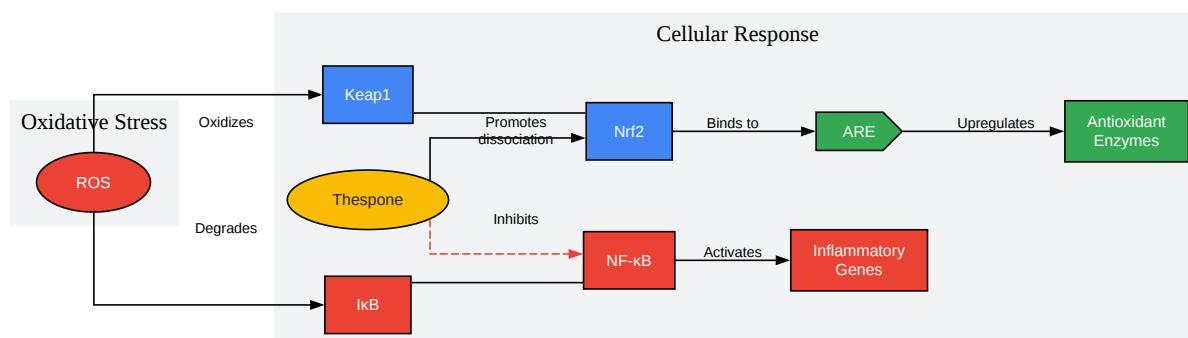 Cellular Response
Oxidative Stress
Keap1
Oxidizes
Promotes
dissociation
Nrf2
Binds to
ARE
Upregulates
Antioxidant
Enzymes
ROS
Thespone
Degrades
Inhibits
NF-κB
Activates
Inflammatory
Genes
IκB